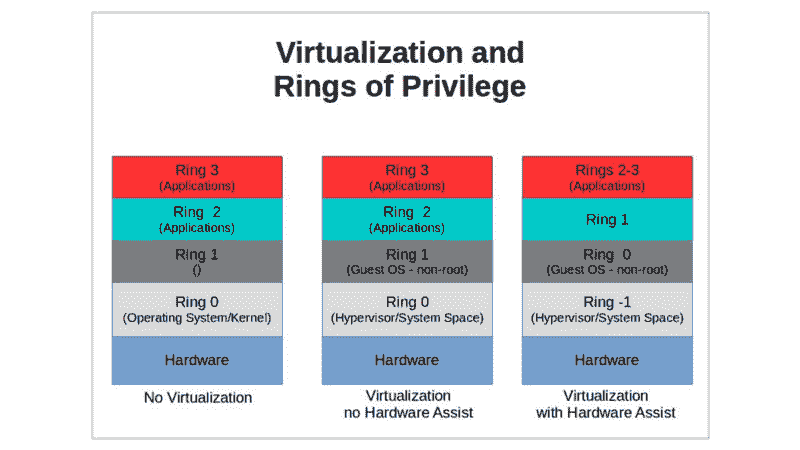 Virtualization and
Rings of Privilege
Ring 3
(Applications)
Ring 2
(Applications)
Ring 1
()
Ring 0
(Operating System/Kernel)
Hardware
No Virtualization
Ring 3
(Applications)
Ring 2
(Applications)
Ring 1
(Guest OS - non-root)
Ring 0
(Hypervisor/System Space)
Hardware
Virtualization
no Hardware Assist
Rings 2-3
(Applications)
Ring 1
Ring 0
(Guest OS - non-root)
Ring -1
(Hypervisor/System Space)
Hardware
Virtualization
with Hardware Assist